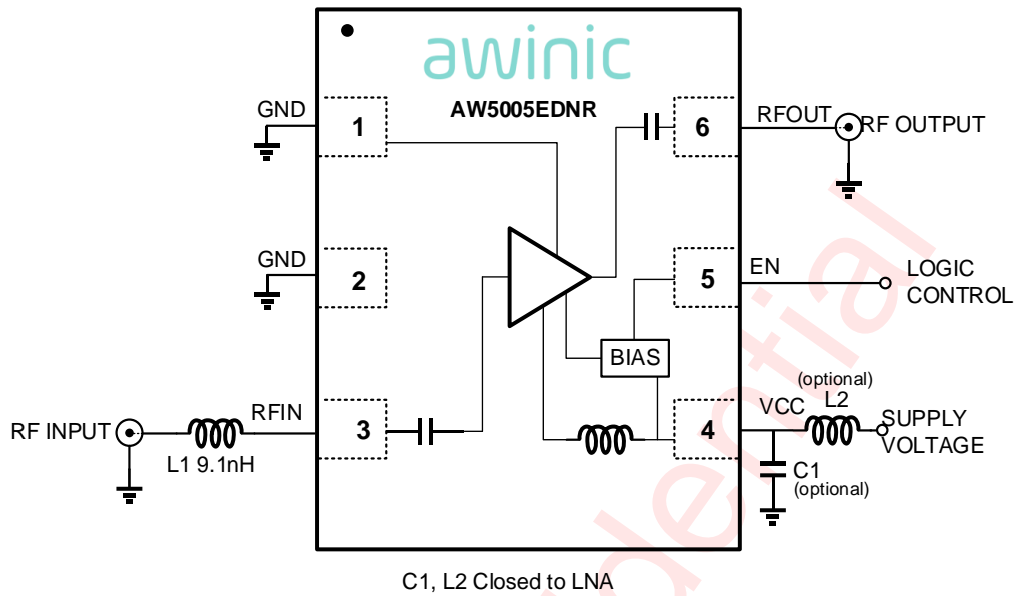 awinic
AW5005EDNR
GND
1
6
RFOUT
RF OUTPUT
GND
2
5
EN
LOGIC
CONTROL
BIAS
RF INPUT
L1 9.1nH
RFIN
3
4
VCC
(optional)
L2
SUPPLY
VOLTAGE
C1
(optional)
C1, L2 Closed to LNA